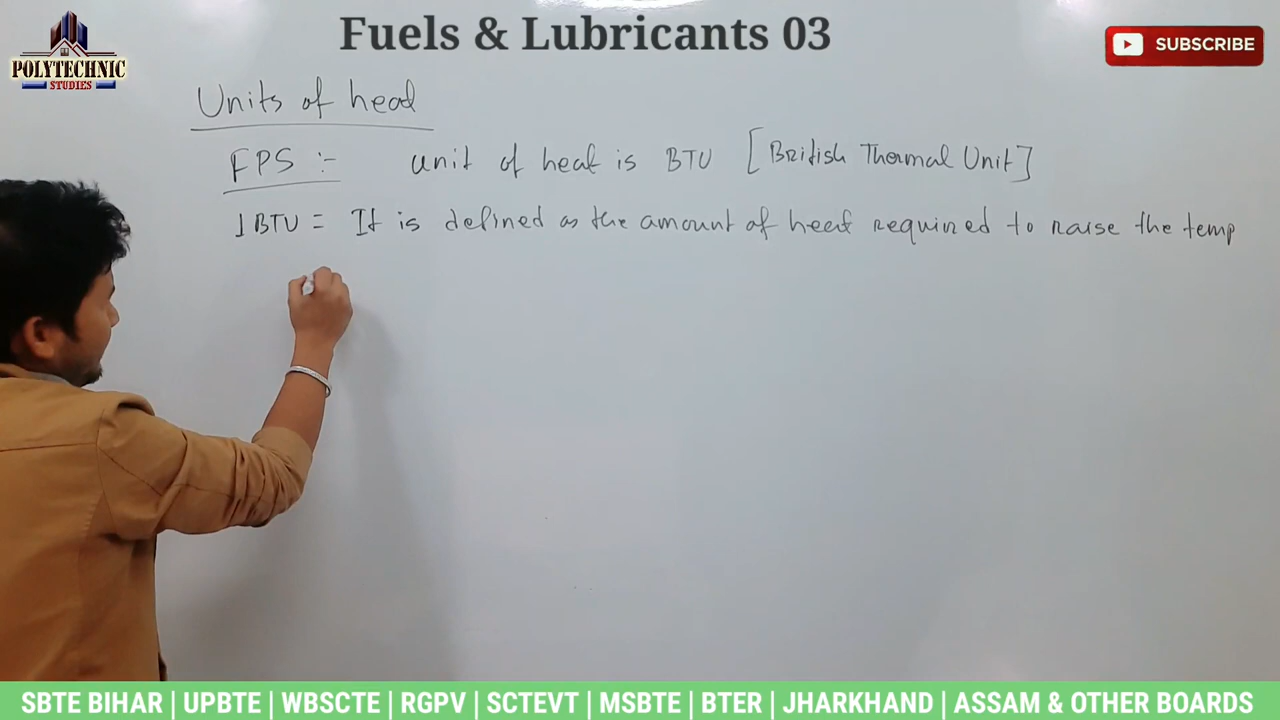 Fuels & Lubricants 03
POLYTECHNIC
STUDIES
SUBSCRIBE
Units of heat
FPS :- unit of heat is BTU [British Thermal Unit]
1 BTU = It is defined as the amount of heat required to raise the temp
SBTE BIHAR | UPBTE | WBSCTE | RGPV | SCTEVT | MSBTE | BTER | JHARKHAND | ASSAM & OTHER BOARDS